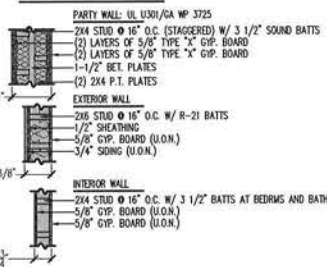 PARTY WALL: UL U301/GA WP 3725
2X4 STUD @ 16" O.C. (STAGGERED) W/ 3 1/2" SOUND BATTS
(2) LAYERS OF 5/8" TYPE "X" GYP. BOARD
(2) LAYERS OF 5/8" TYPE "X" GYP. BOARD
1-1/2" BET. PLATES
(2) 2X4 P.T. PLATES
EXTERIOR WALL
2X6 STUD @ 16" O.C. W/ R-21 BATTS
1/2" SHEATHING
5/8" GYP. BOARD (U.O.N.)
3/4" SIDING (U.O.N.)
INTERIOR WALL
2X4 STUD @ 16" O.C. W/ 3 1/2" BATTS AT BEDRMS AND BATH
5/8" GYP. BOARD (U.O.N.)
5/8" GYP. BOARD (U.O.N.)